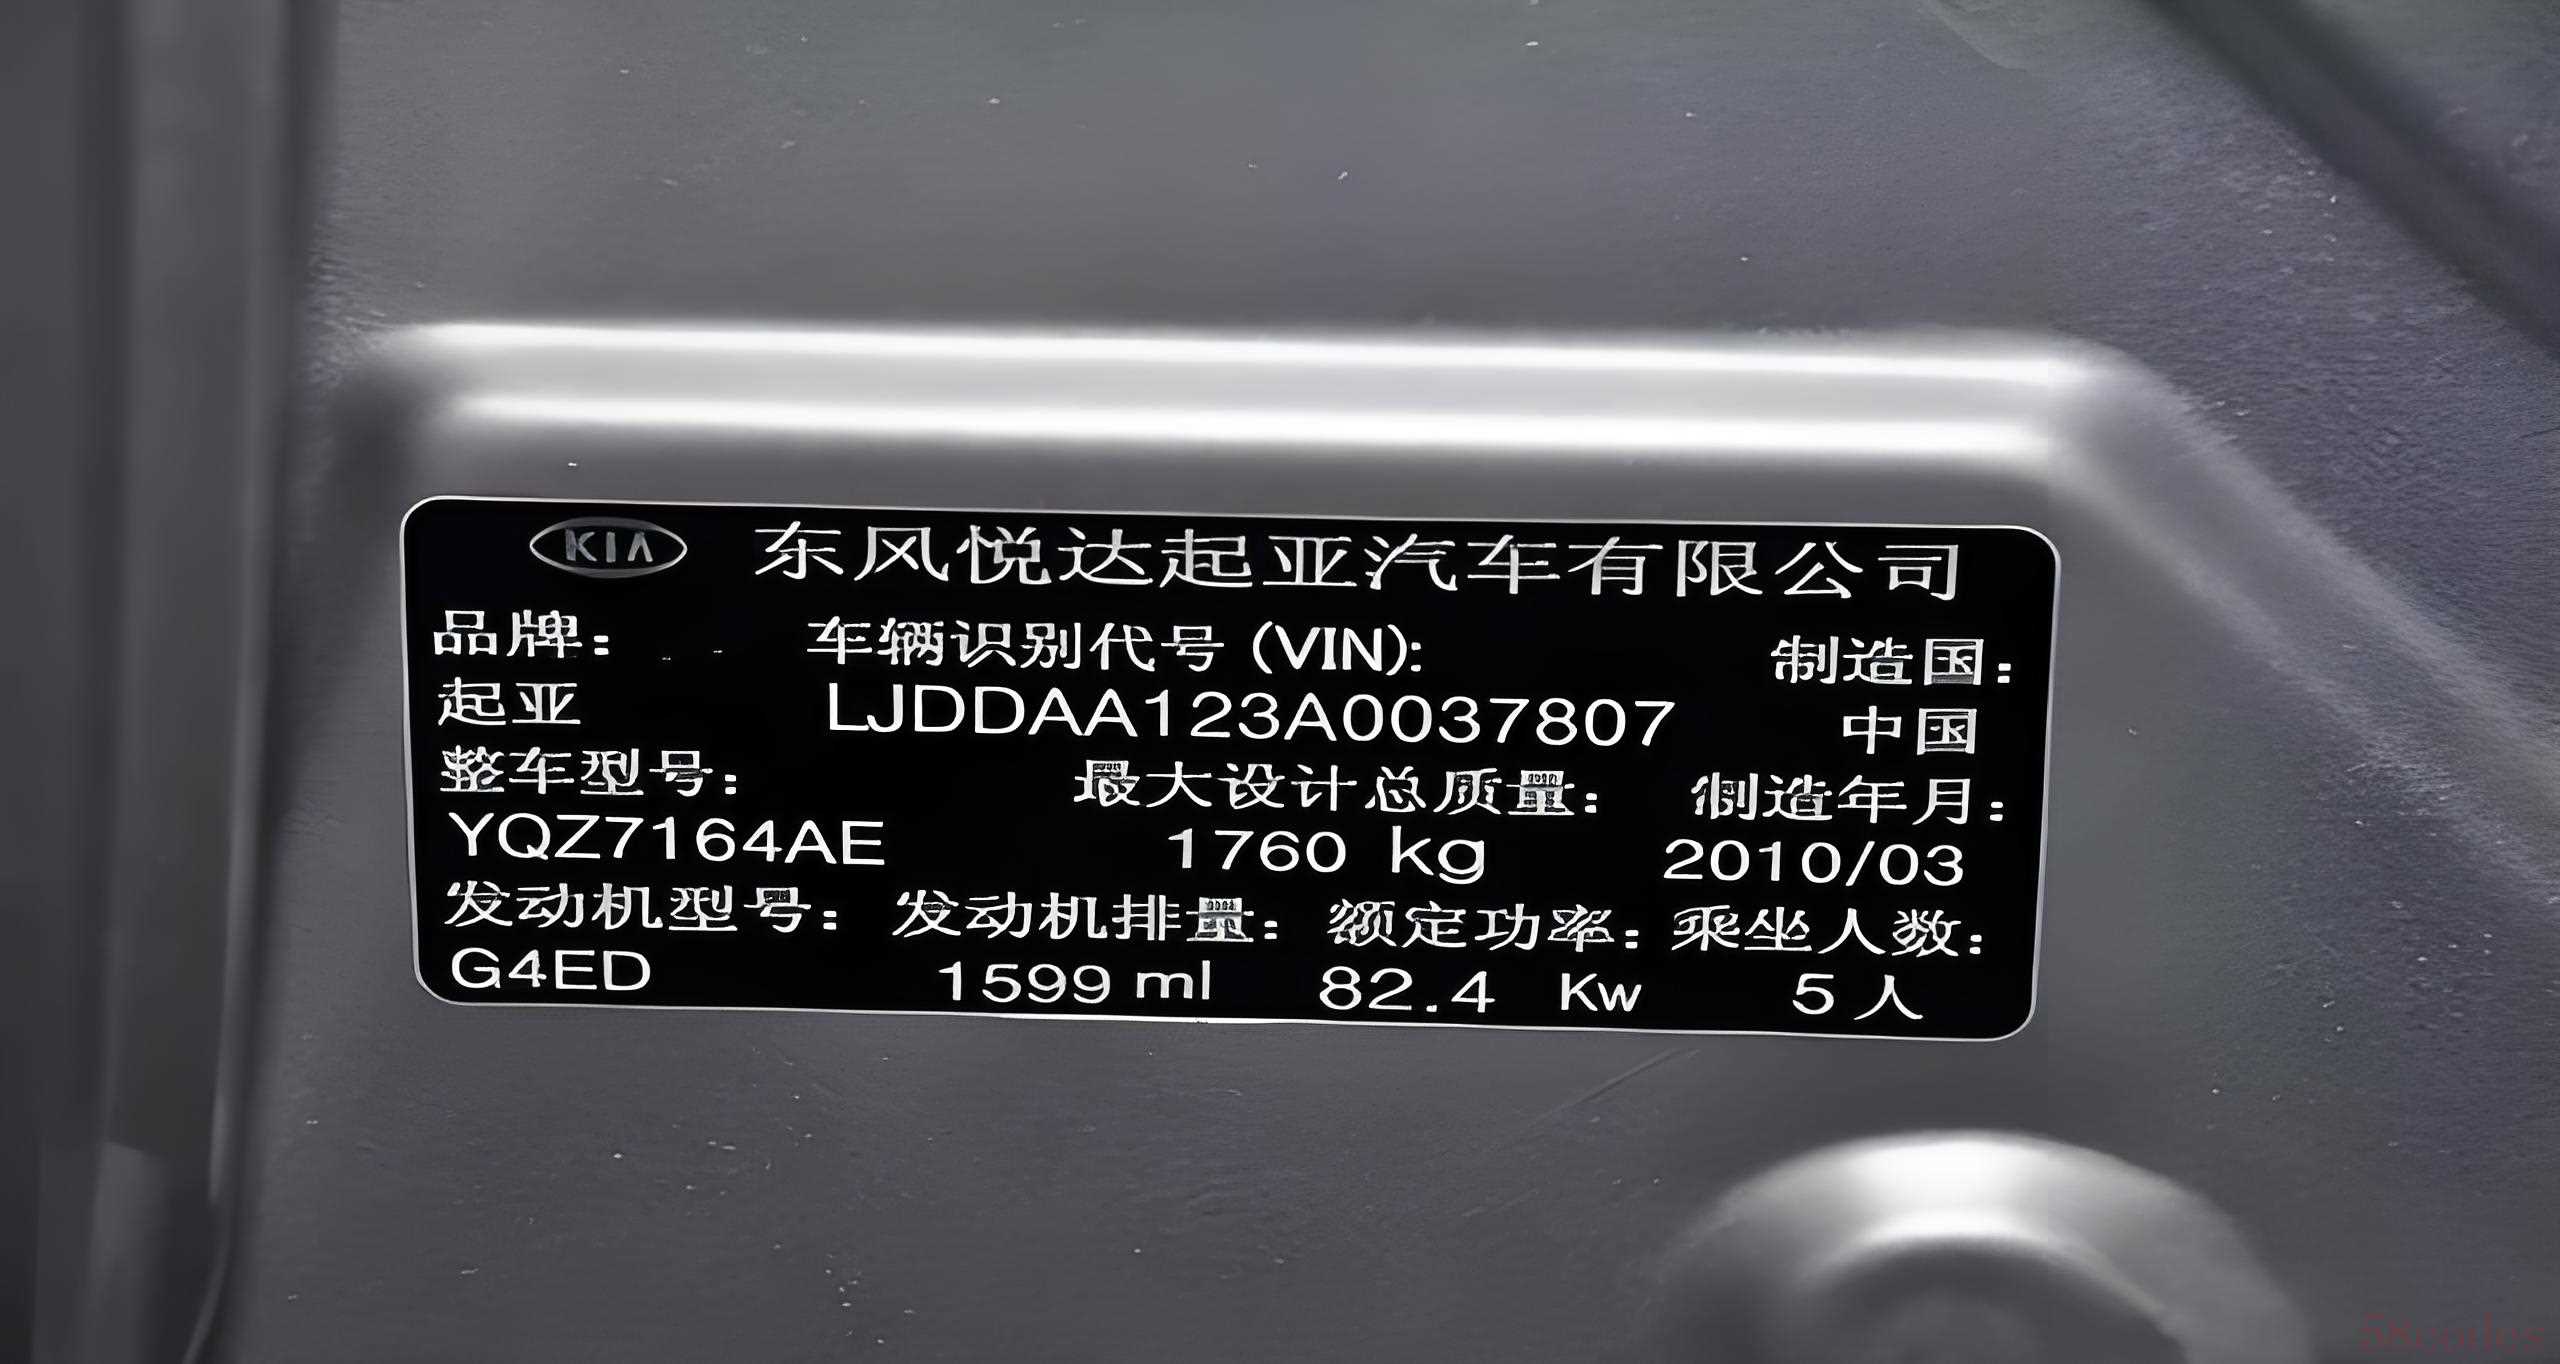 KIA 东风悦达起亚汽车有限公司
品牌: 车辆识别代号 (VIN): 制造国:
起亚 LJDDAA123A0037807 中国
整车型号: 最大设计总质量: 制造年月:
YQZ7164AE 1760 kg 2010/03
发动机型号: 发动机排量: 额定功率: 乘坐人数:
G4ED 1599 ml 82.4 Kw 5 人
58codes